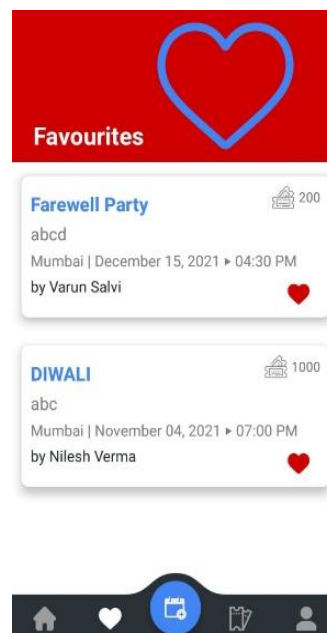 Favourites
Farewell Party
200
abcd
Mumbai | December 15, 2021 ▸ 04:30 PM
by Varun Salvi
DIWALI
1000
abc
Mumbai | November 04, 2021 ▸ 07:00 PM
by Nilesh Verma